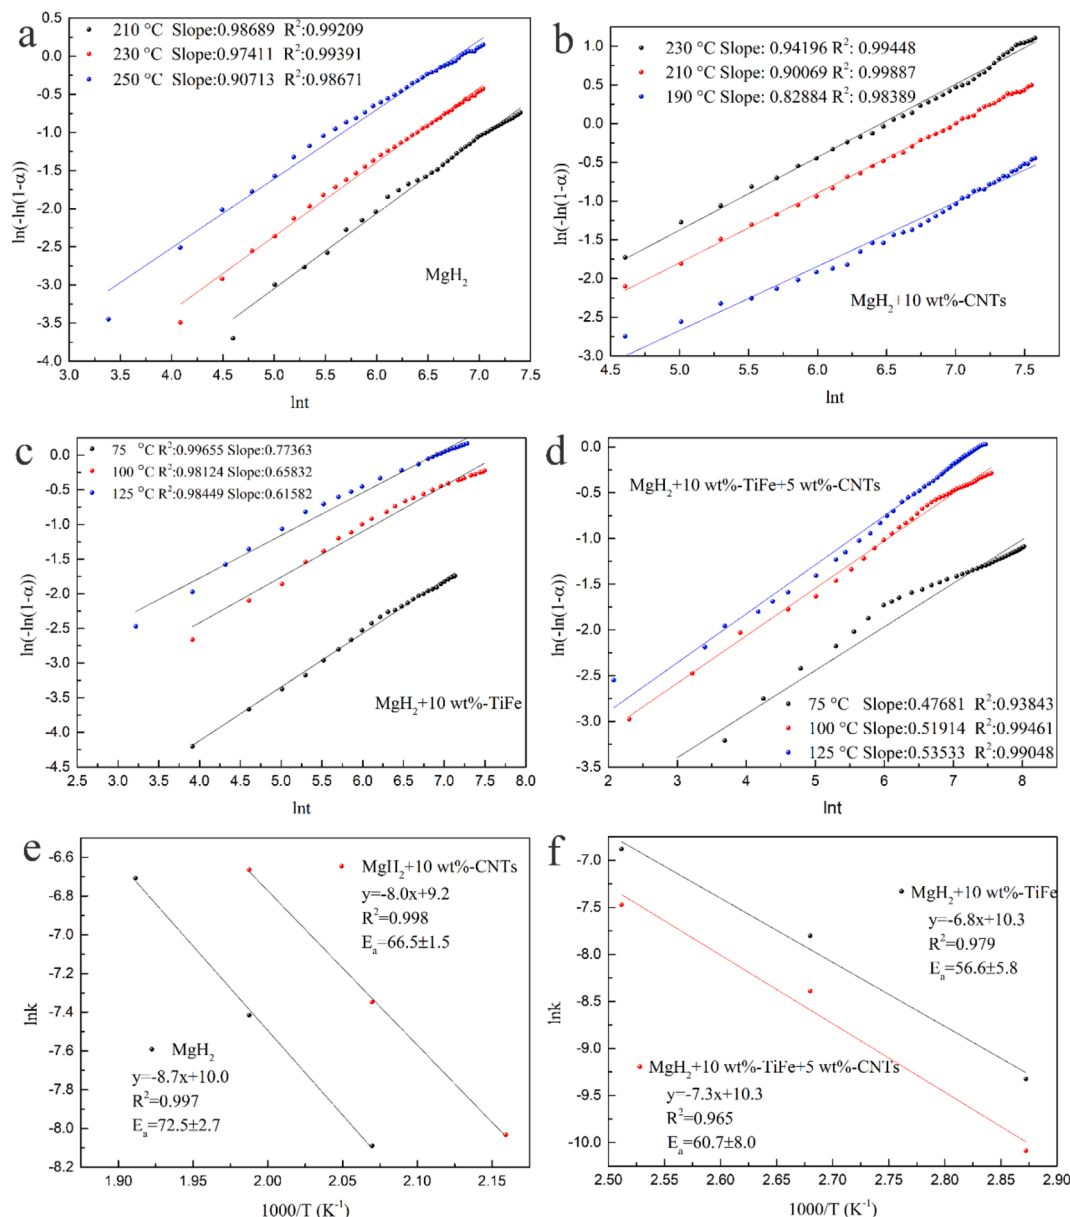 a
210 °C Slope:0.98689 R²:0.99209
230 °C Slope:0.97411 R²:0.99391
250 °C Slope:0.90713 R²:0.98671
0.5
0.0
-0.5
-1.0
-1.5
-2.0
-2.5
-3.0
-3.5
-4.0
ln(-ln(1-α))
MgH₂
3.0 3.5 4.0 4.5 5.0 5.5 6.0 6.5 7.0 7.5
lnt
b
230 °C Slope: 0.94196 R²: 0.99448
210 °C Slope: 0.90069 R²: 0.99887
190 °C Slope: 0.82884 R²: 0.98389
1.0
0.5
0.0
-0.5
-1.0
-1.5
-2.0
-2.5
-3.0
ln(-ln(1-α))
MgH₂+10 wt%-CNTs
4.5 5.0 5.5 6.0 6.5 7.0 7.5
lnt
c
75 °C R²:0.99655 Slope:0.77363
100 °C R²:0.98124 Slope:0.65832
125 °C R²:0.98449 Slope:0.61582
0.0
-0.5
-1.0
-1.5
-2.0
-2.5
-3.0
-3.5
-4.0
-4.5
ln(-ln(1-α))
MgH₂+10 wt%-TiFe
2.5 3.0 3.5 4.0 4.5 5.0 5.5 6.0 6.5 7.0 7.5 8.0
lnt
d
MgH₂+10 wt%-TiFe+5 wt%-CNTs
0.0
-0.5
-1.0
-1.5
-2.0
-2.5
-3.0
-3.5
ln(-ln(1-α))
75 °C Slope:0.47681 R²:0.93843
100 °C Slope:0.51914 R²:0.99461
125 °C Slope:0.53533 R²:0.99048
2 3 4 5 6 7 8
lnt
e
-6.6
-6.8
-7.0
-7.2
-7.4
-7.6
-7.8
-8.0
-8.2
lnk
MgH₂+10 wt%-CNTs
y=-8.0x+9.2
R²=0.998
Eₐ=66.5±1.5
MgH₂
y=-8.7x+10.0
R²=0.997
Eₐ=72.5±2.7
1.90 1.95 2.00 2.05 2.10 2.15
1000/T (K⁻¹)
f
-7.0
-7.5
-8.0
-8.5
-9.0
-9.5
-10.0
lnk
MgH₂+10 wt%-TiFe
y=-6.8x+10.3
R²=0.979
Eₐ=56.6±5.8
MgH₂+10 wt%-TiFe+5 wt%-CNTs
y=-7.3x+10.3
R²=0.965
Eₐ=60.7±8.0
2.50 2.55 2.60 2.65 2.70 2.75 2.80 2.85 2.90
1000/T (K⁻¹)